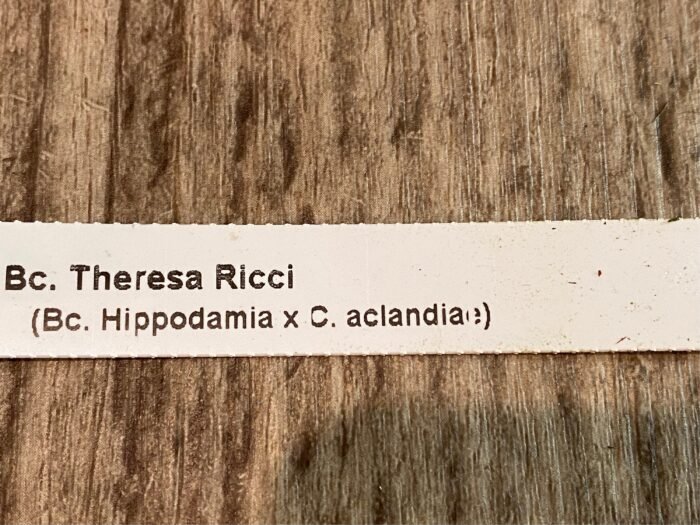 Bc. Theresa Ricci
(Bc. Hippodamia x C. aclandiae)